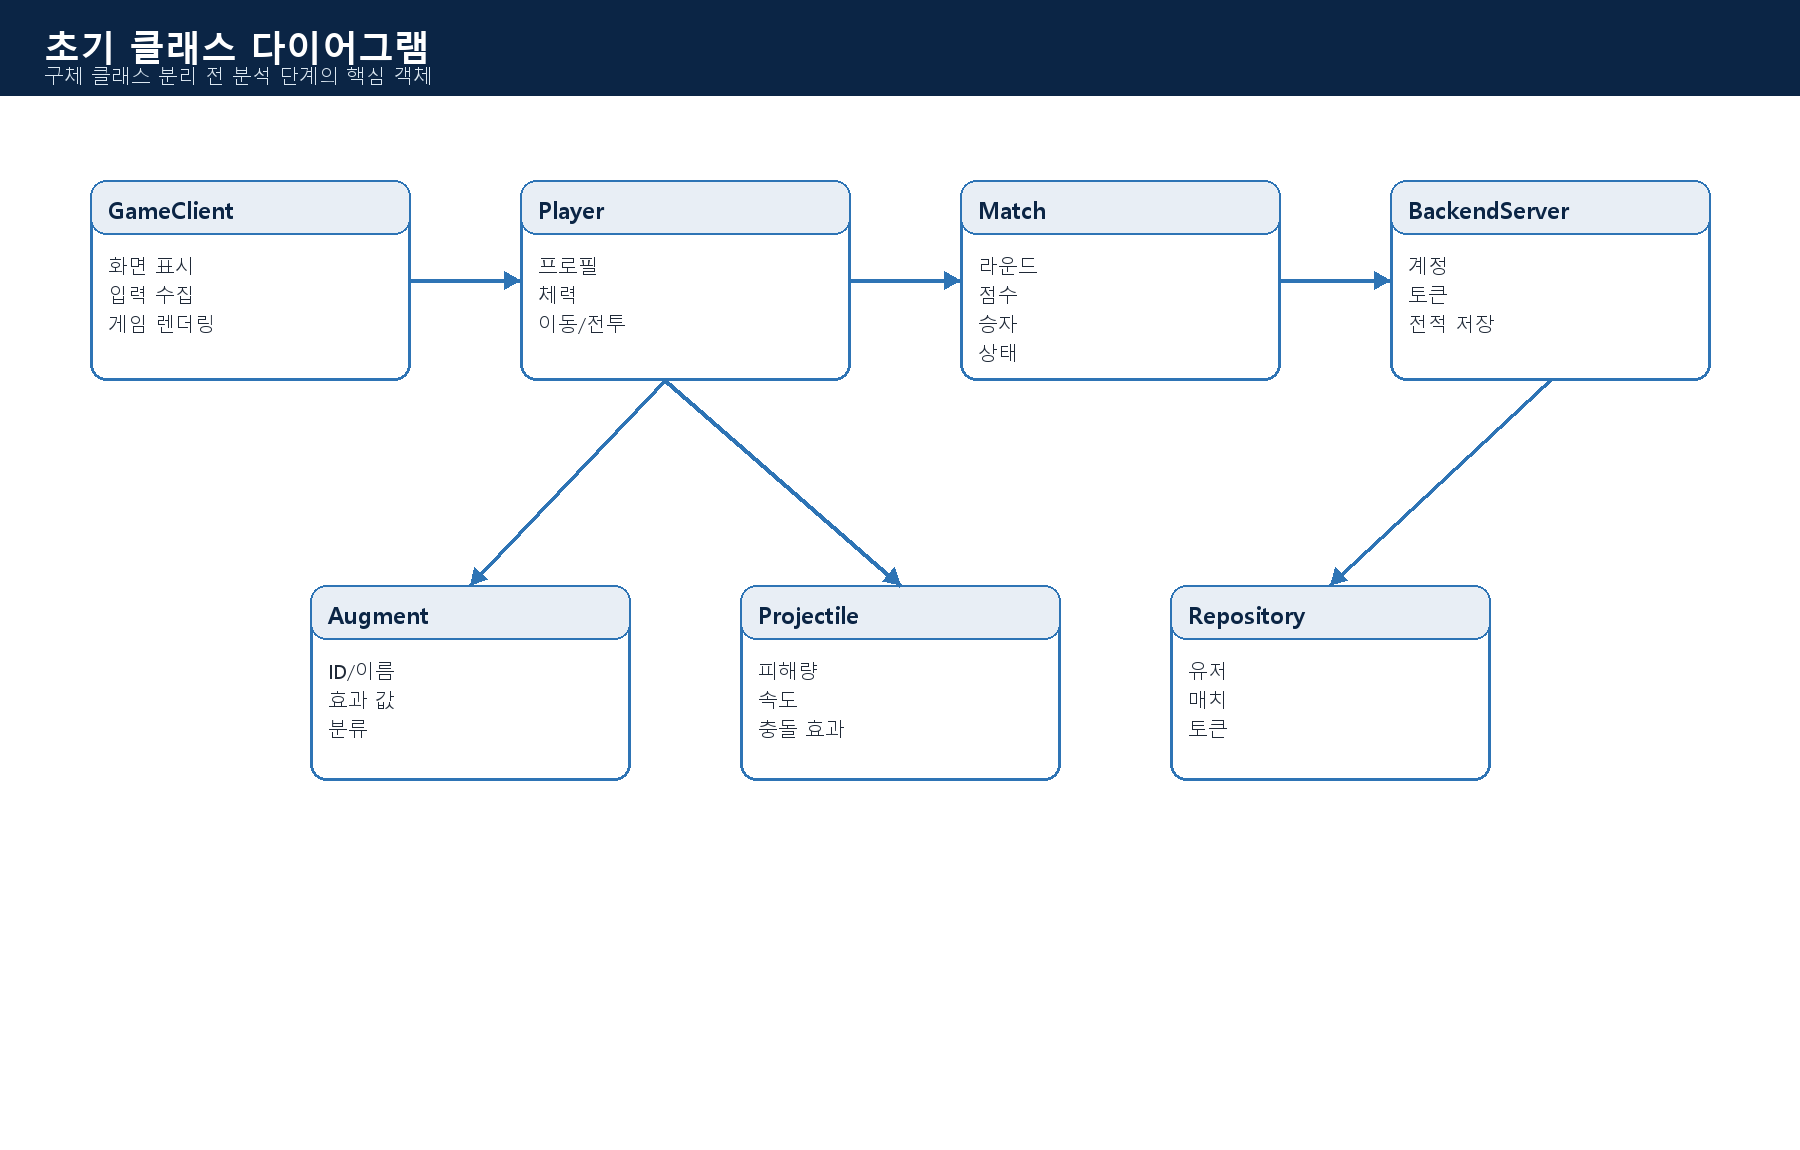 초기 클래스 다이어그램
구체 클래스 분리 전 분석 단계의 핵심 객체
GameClient
화면 표시
입력 수집
게임 렌더링
Player
프로필
체력
이동/전투
Match
라운드
점수
승자
상태
BackendServer
계정
토큰
전적 저장
Augment
ID/이름
효과 값
분류
Projectile
피해량
속도
충돌 효과
Repository
유저
매치
토큰